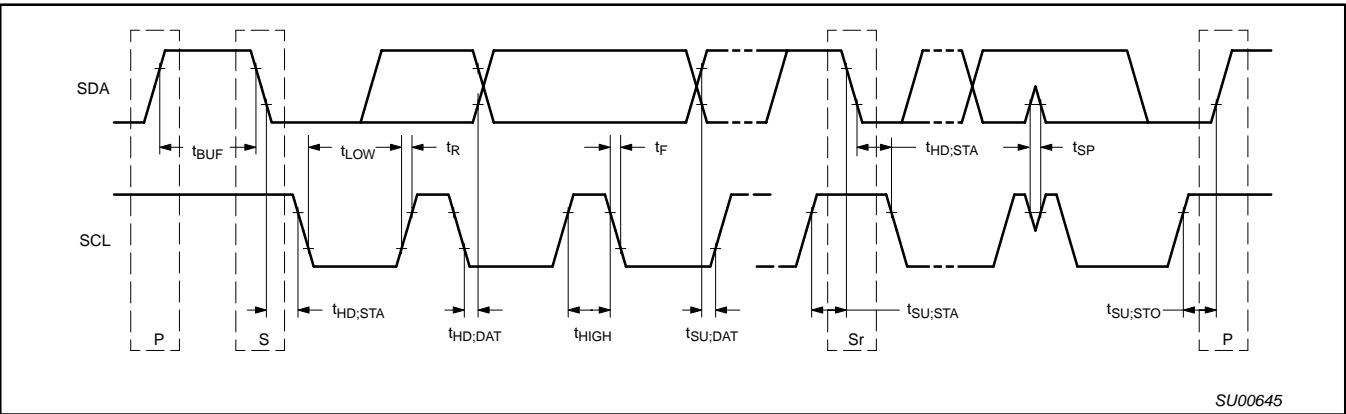 SDA
tBUF
tLOW
tR
tF
tHD;STA
tSP
SCL
tHD;STA
tHD;DAT
tHIGH
tSU;DAT
tSU;STA
tSU;STO
P
S
Sr
P
SU00645